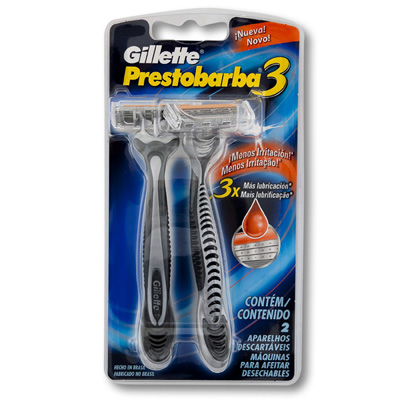 ¡Nueva!
Novo!
Gillette
Prestobarba3
¡Menos Irritación!*
Menos Irritação!*
3x
Más lubricación*
Mais lubrificação*
Gillette
CONTÉM/
CONTENIDO
2
APARELHOS
DESCARTÁVEIS
MÁQUINAS
PARA AFEITAR
DESECHABLES
HECHO EN BRASIL
FABRICADO NO BRASIL